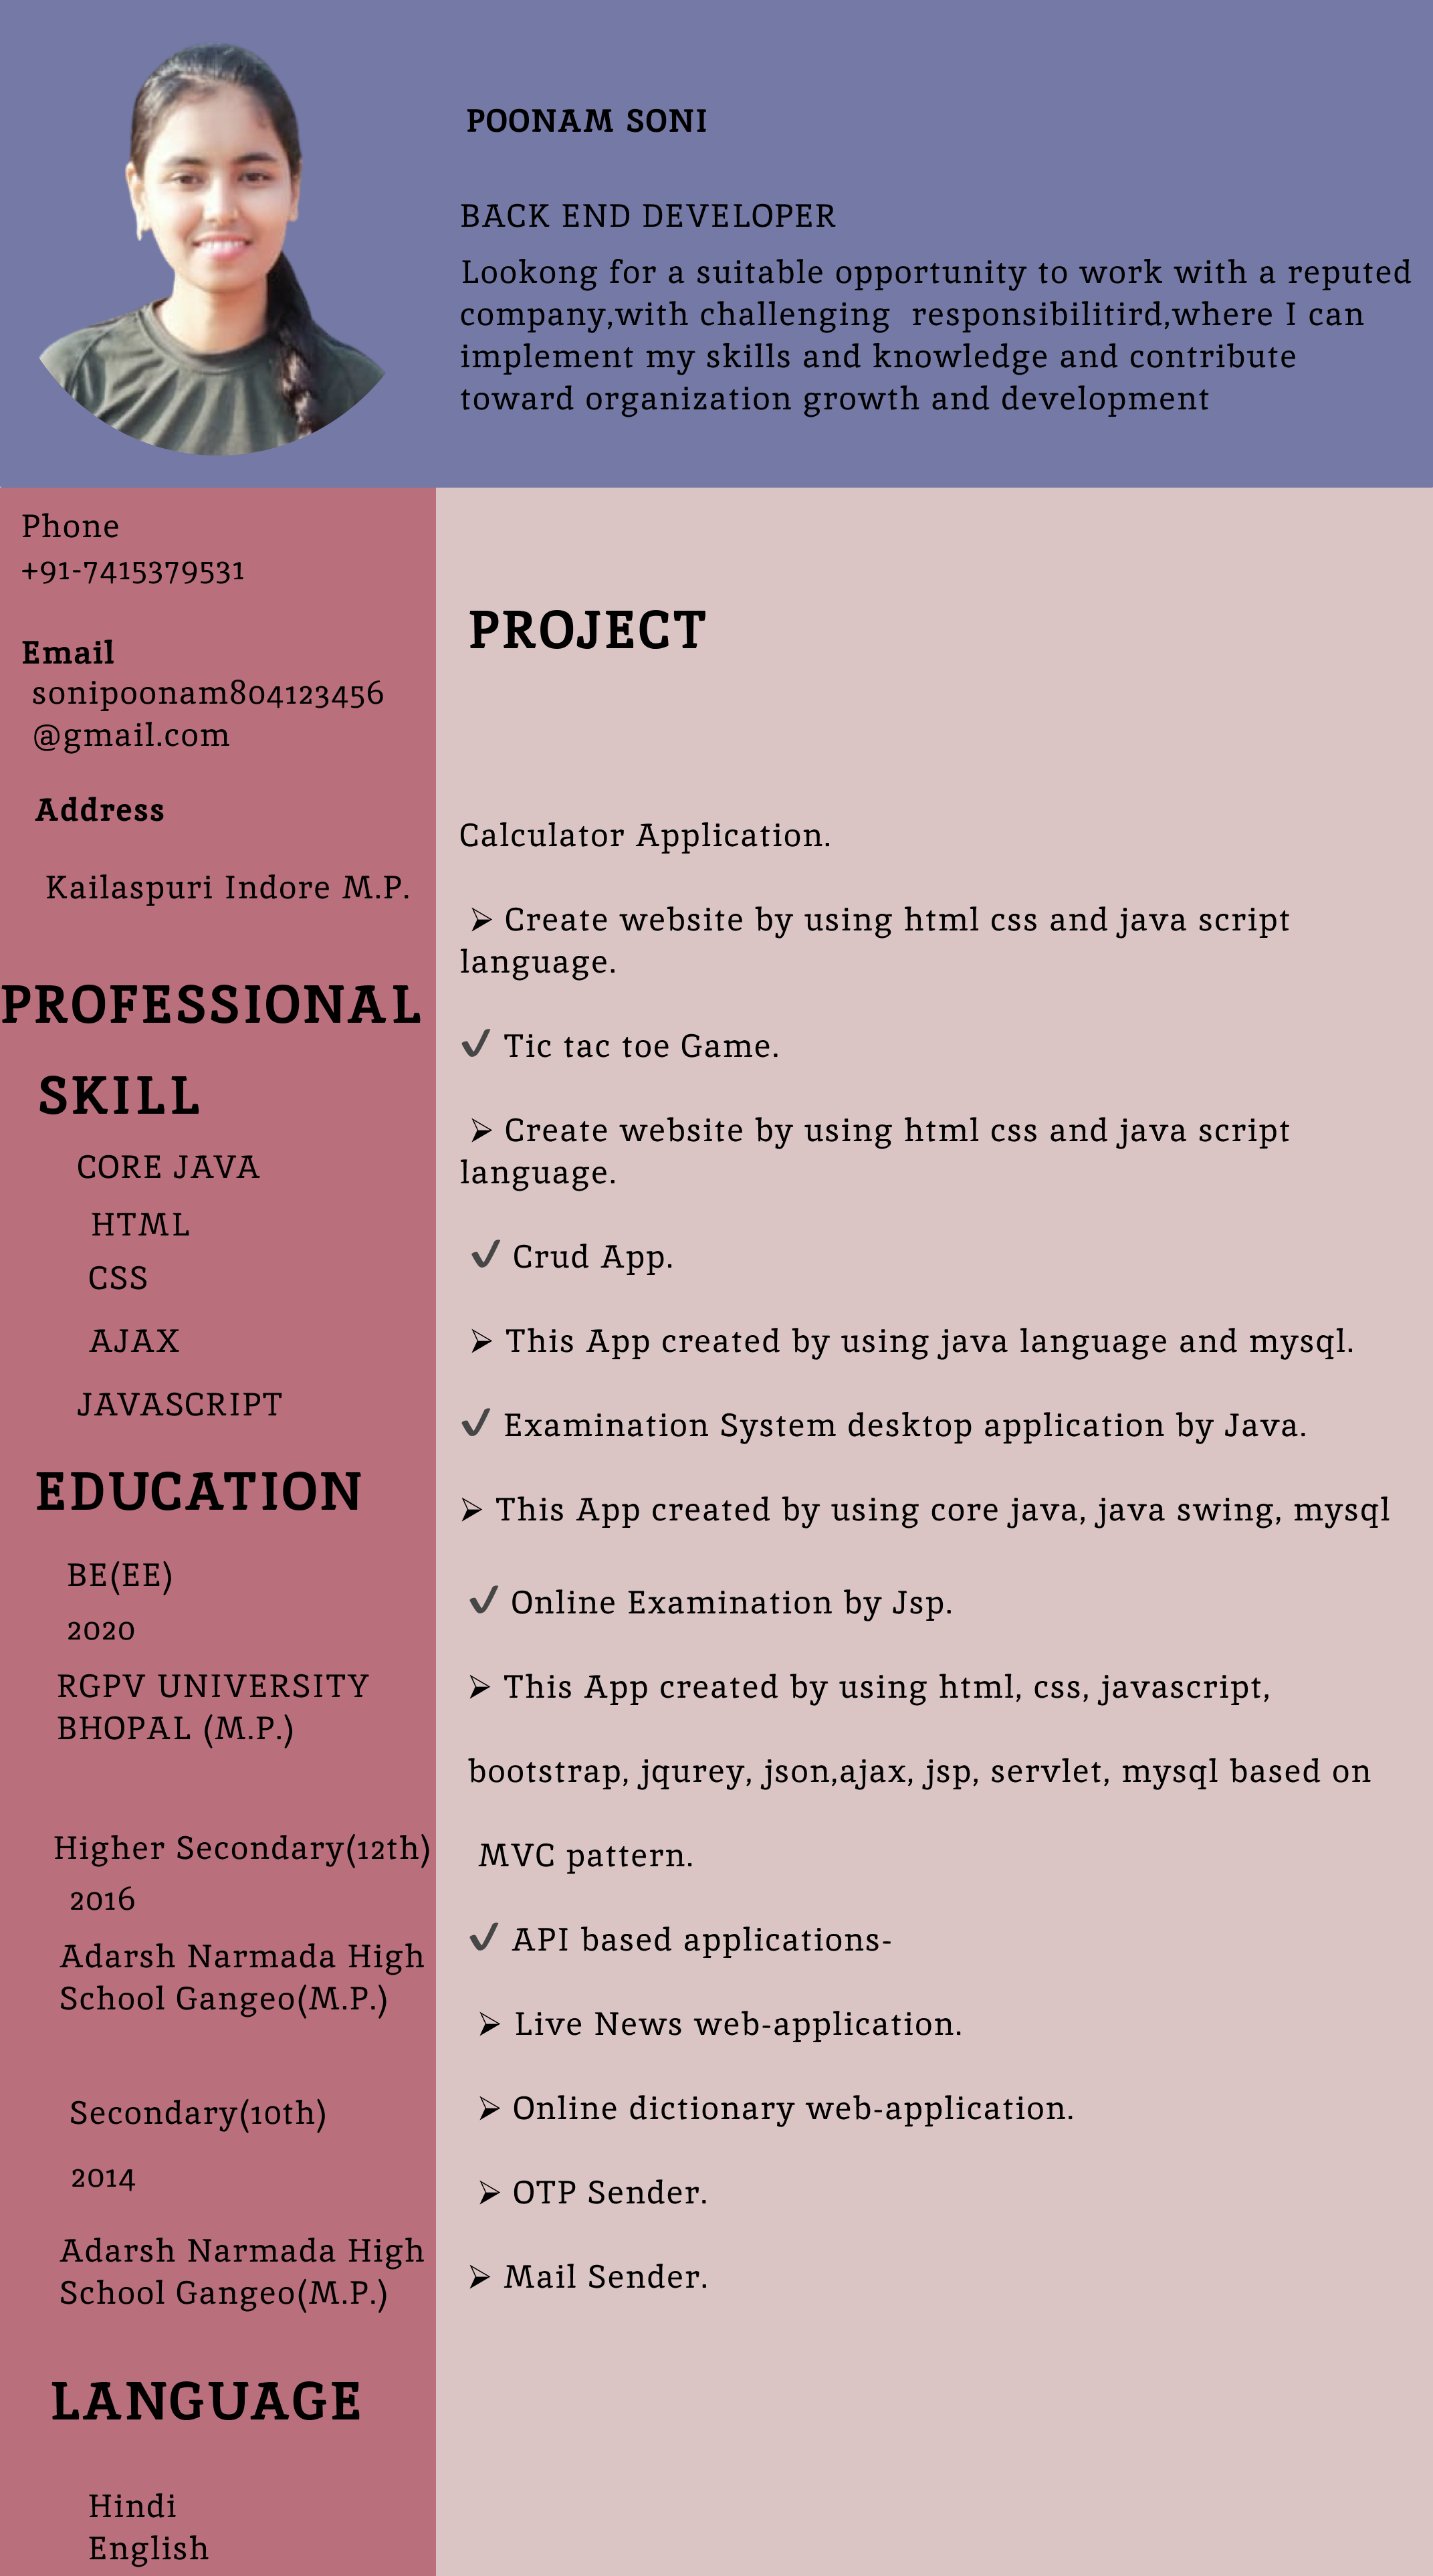 POONAM SONI
BACK END DEVELOPER
Lookong for a suitable opportunity to work with a reputed
company,with challenging  responsibilitird,where I can
implement my skills and knowledge and contribute
toward organization growth and development
Phone
+91-7415379531
Email
sonipoonam804123456
@gmail.com
Address
Kailaspuri Indore M.P.
PROFESSIONAL
SKILL
CORE JAVA
HTML
CSS
AJAX
JAVASCRIPT
EDUCATION
BE(EE)
2020
RGPV UNIVERSITY
BHOPAL (M.P.)
Higher Secondary(12th)
2016
Adarsh Narmada High
School Gangeo(M.P.)
Secondary(10th)
2014
Adarsh Narmada High
School Gangeo(M.P.)
LANGUAGE
Hindi
English
PROJECT
Calculator Application.
➢ Create website by using html css and java script
language.
✔ Tic tac toe Game.
➢ Create website by using html css and java script
language.
✔ Crud App.
➢ This App created by using java language and mysql.
✔ Examination System desktop application by Java.
➢ This App created by using core java, java swing, mysql
✔ Online Examination by Jsp.
➢ This App created by using html, css, javascript,
bootstrap, jqurey, json,ajax, jsp, servlet, mysql based on
MVC pattern.
✔ API based applications-
➢ Live News web-application.
➢ Online dictionary web-application.
➢ OTP Sender.
➢ Mail Sender.